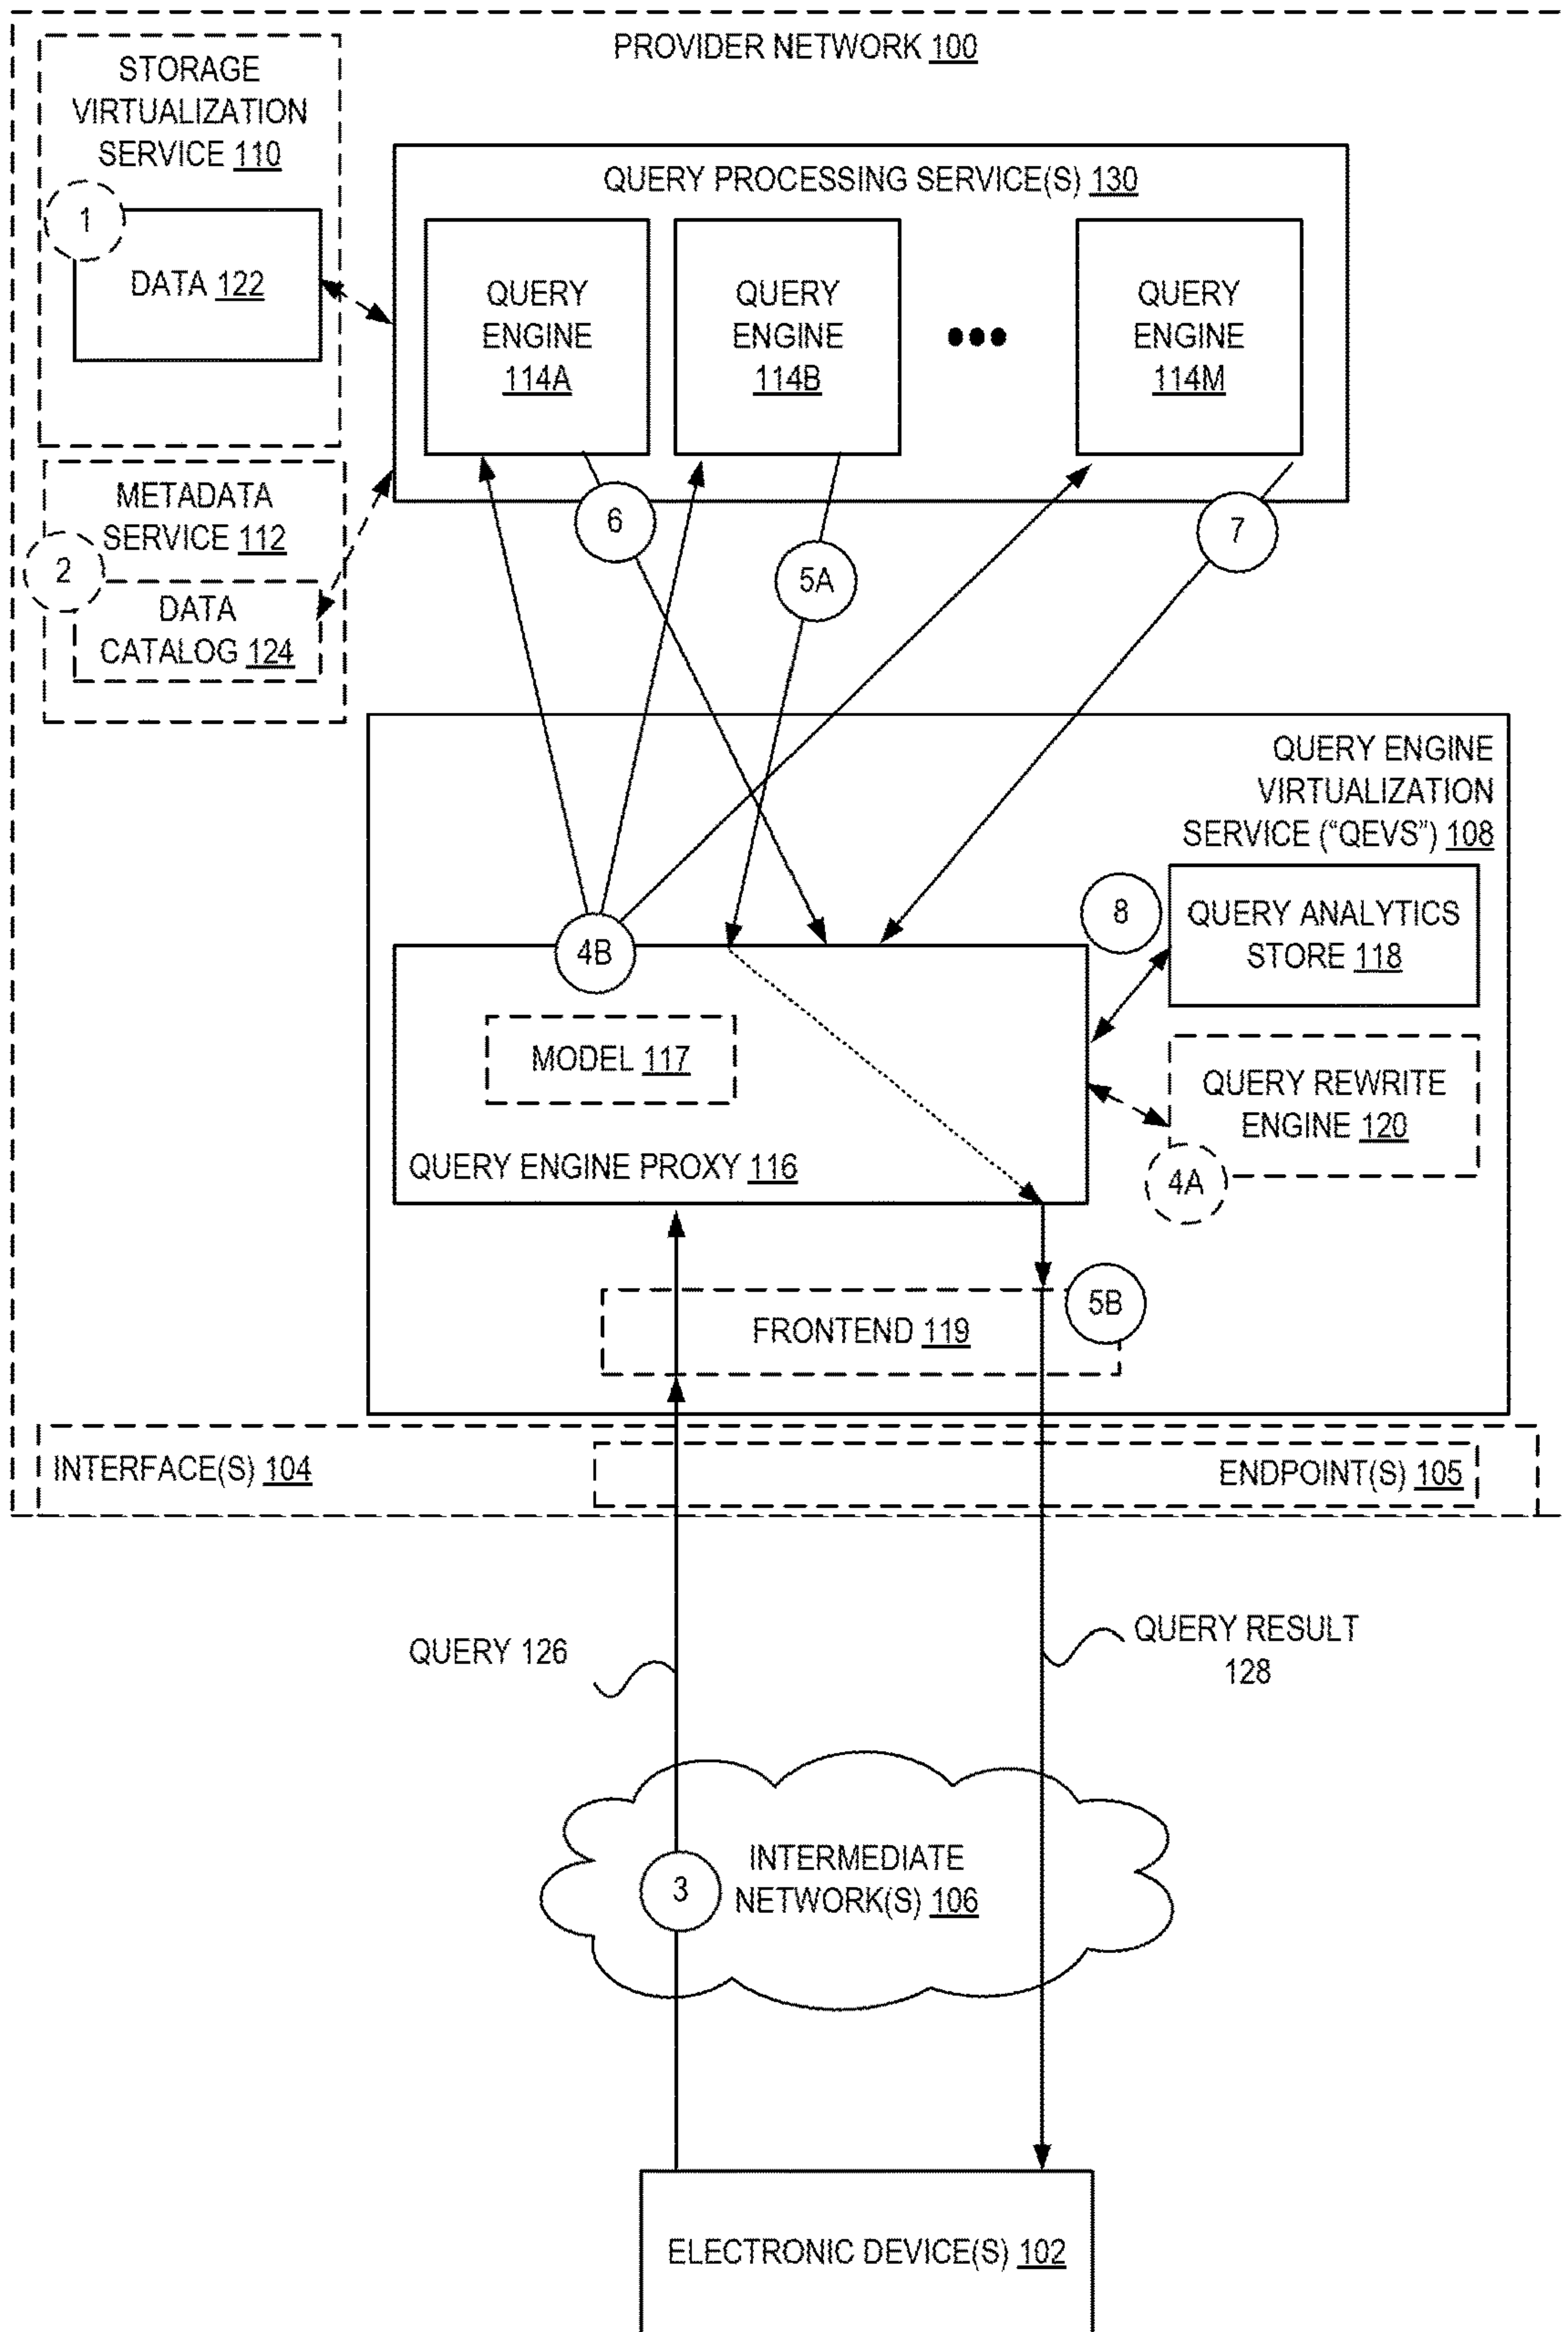 PROVIDER NETWORK 100
STORAGE
VIRTUALIZATION
SERVICE 110
1
DATA 122
QUERY PROCESSING SERVICE(S) 130
QUERY
ENGINE
114A
QUERY
ENGINE
114B
QUERY
ENGINE
114M
METADATA
SERVICE 112
2
DATA
CATALOG 124
6
5A
7
QUERY ENGINE
VIRTUALIZATION
SERVICE (“QEVS”) 108
4B
8
QUERY ANALYTICS
STORE 118
MODEL 117
QUERY REWRITE
ENGINE 120
4A
QUERY ENGINE PROXY 116
5B
FRONTEND 119
INTERFACE(S) 104
ENDPOINT(S) 105
QUERY 126
QUERY RESULT
128
3
INTERMEDIATE
NETWORK(S) 106
ELECTRONIC DEVICE(S) 102